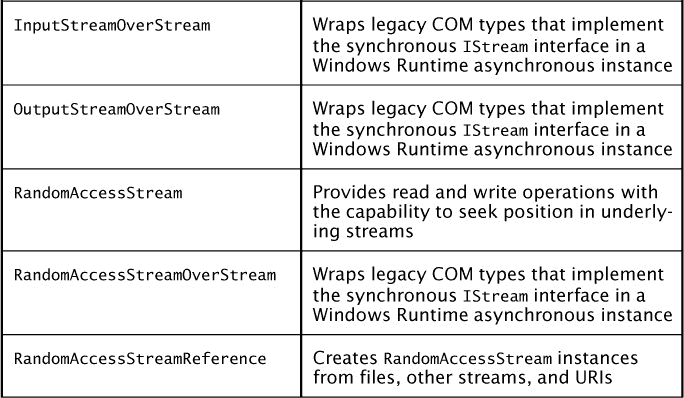 InputStreamOverStream
Wraps legacy COM types that implement
the synchronous IStream interface in a
Windows Runtime asynchronous instance
OutputStreamOverStream
Wraps legacy COM types that implement
the synchronous IStream interface in a
Windows Runtime asynchronous instance
RandomAccessStream
Provides read and write operations with
the capability to seek position in underly-
ing streams
RandomAccessStreamOverStream
Wraps legacy COM types that implement
the synchronous IStream interface in a
Windows Runtime asynchronous instance
RandomAccessStreamReference
Creates RandomAccessStream instances
from files, other streams, and URIs